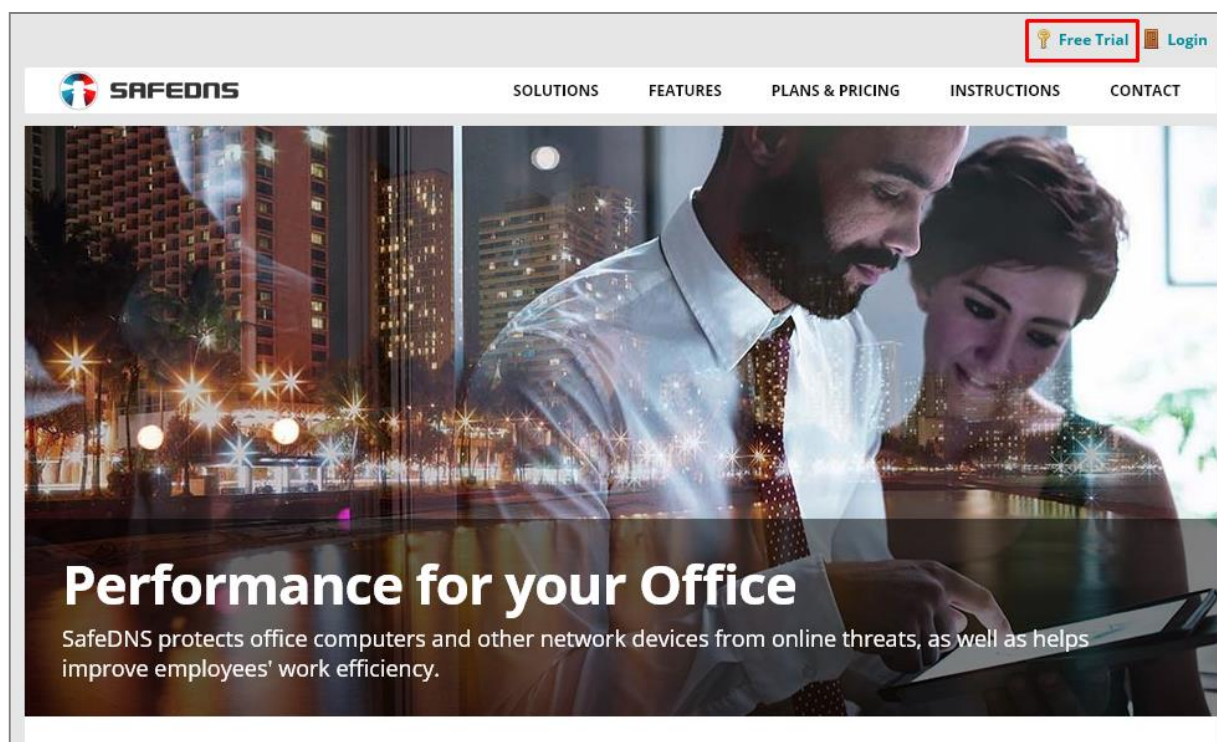 Free Trial Login
SAFEDNS SOLUTIONS FEATURES PLANS & PRICING INSTRUCTIONS CONTACT
Performance for your Office
SafeDNS protects office computers and other network devices from online threats, as well as helps
improve employees' work efficiency.